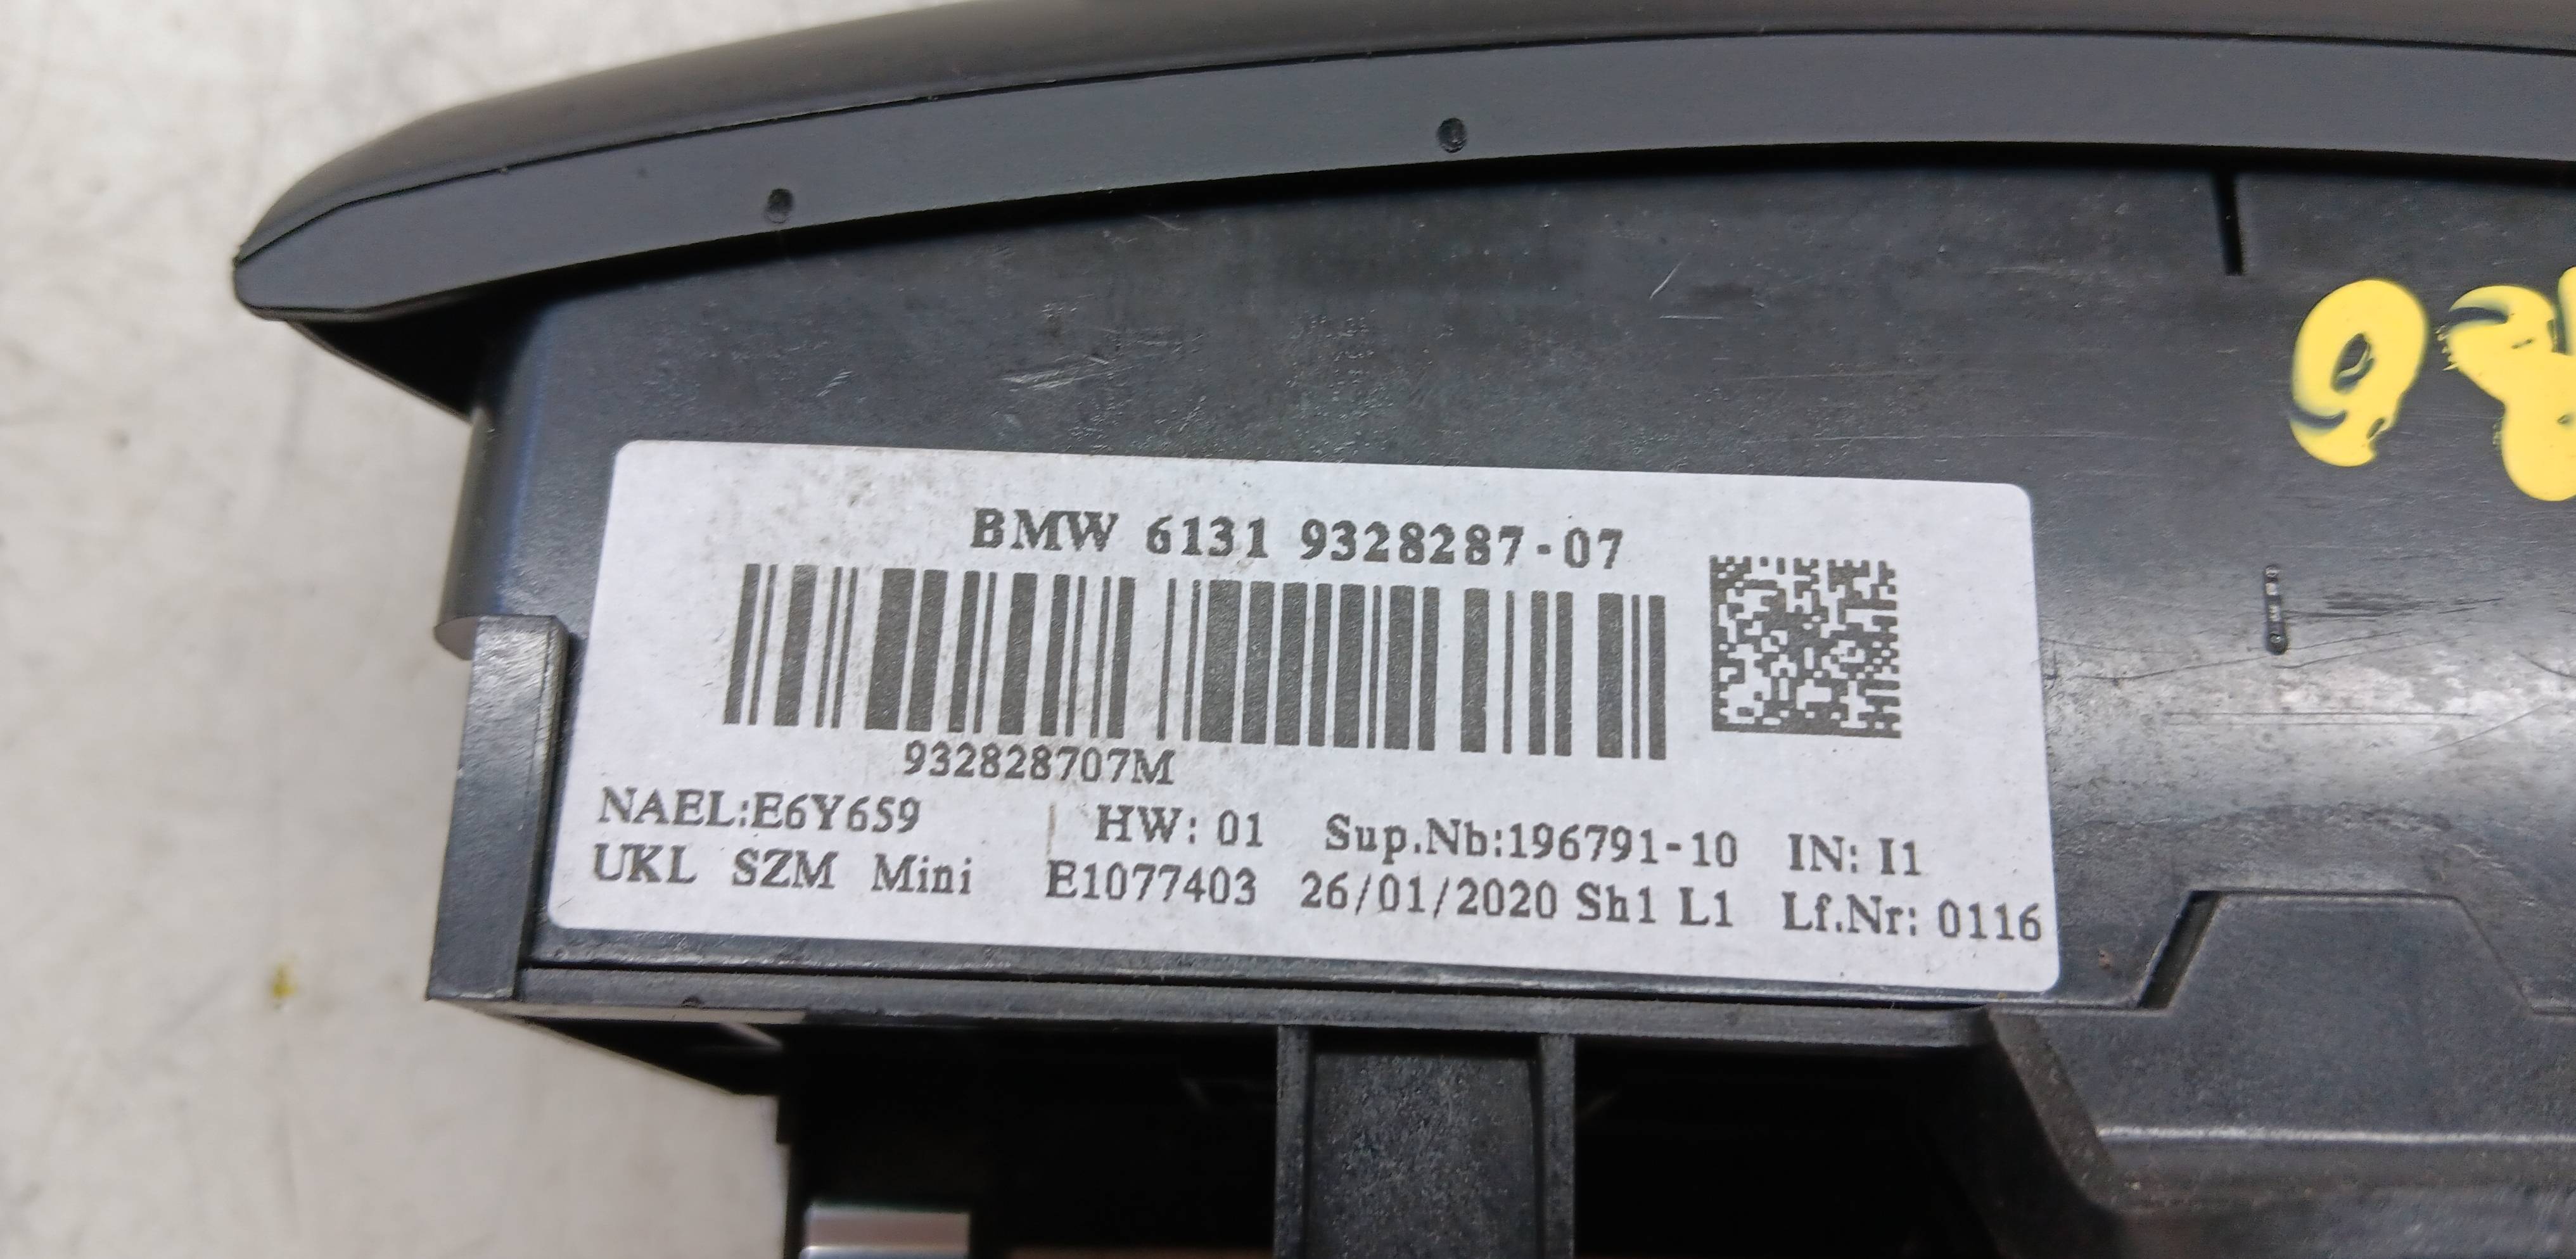 BMW 6131 9328287-07
932828707M
NAEL:E6Y659 HW: 01 Sup.Nb:196791-10 IN: I1
UKL SZM Mini E1077403 26/01/2020 Sh1 L1 Lf.Nr: 0116